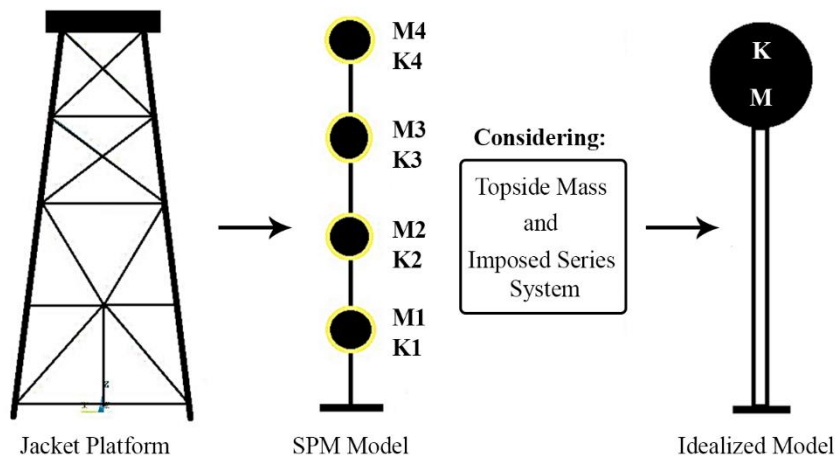 M4
K4
M3
K3
M2
K2
M1
K1
Considering:
Topside Mass
and
Imposed Series
System
K
M
Z
Jacket Platform
SPM Model
Idealized Model